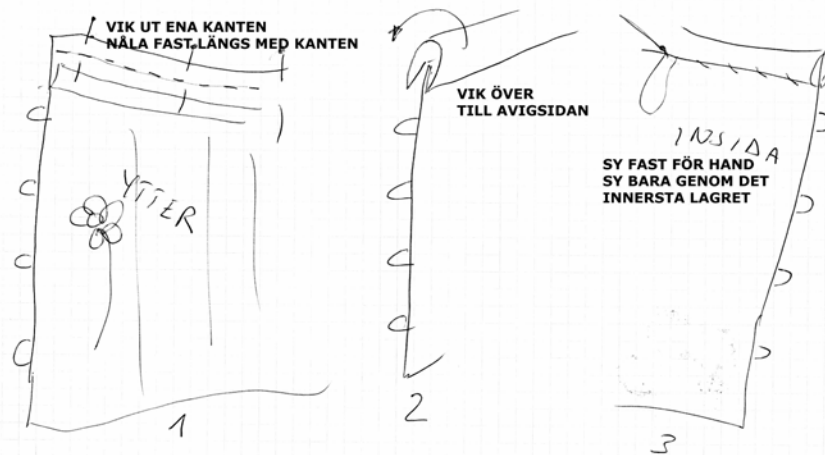 VIK UT ENA KANTEN
NÅLA FAST LÄNGS MED KANTEN
YTTER
1
VIK ÖVER
TILL AVIGSIDAN
2
INSIDA
SY FAST FÖR HAND
SY BARA GENOM DET
INNERSTA LAGRET
3